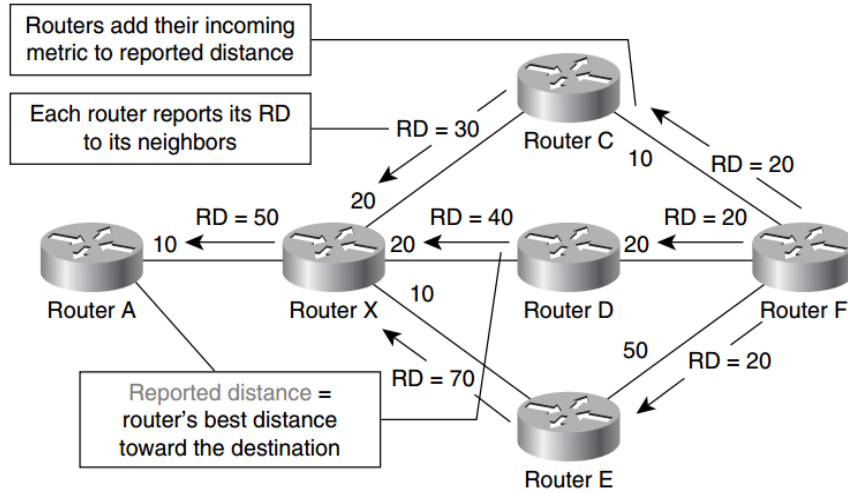 Routers add their incoming
metric to reported distance
Each router reports its RD
to its neighbors
RD = 30
Router C
10
RD = 20
20
RD = 50
10
RD = 40
20
RD = 20
20
Router A
Router X
Router D
Router F
10
50
RD = 20
RD = 70
Reported distance =
router's best distance
toward the destination
Router E